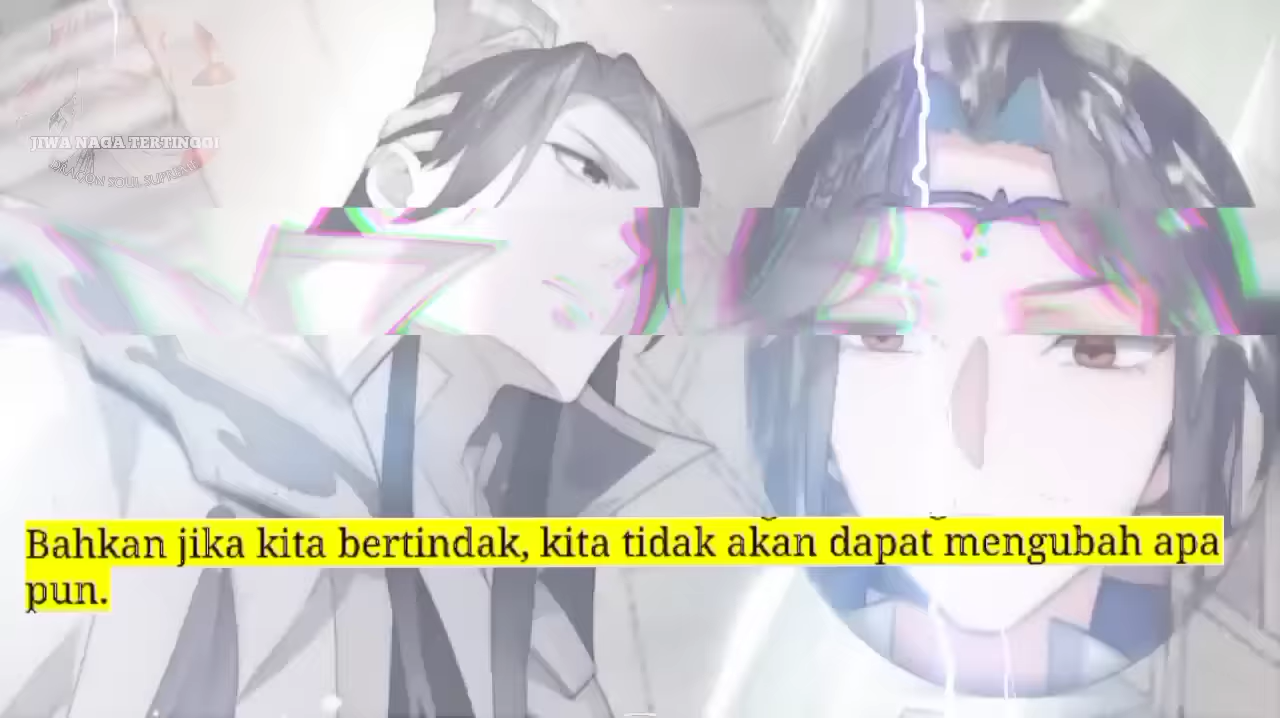 JIWA NAGA TERTINGGI
DRAGON SOUL SUPREME
Bahkan jika kita bertindak, kita tidak akan dapat mengubah apa
pun.